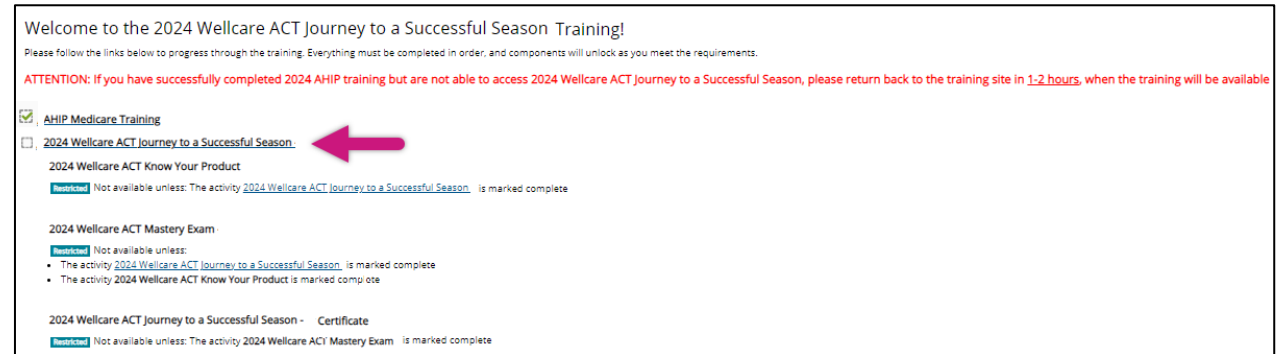 Welcome to the 2024 Wellcare ACT Journey to a Successful Season Training!
Please follow the links below to progress through the training. Everything must be completed in order, and components will unlock as you meet the requirements.
ATTENTION: If you have successfully completed 2024 AHIP training but are not able to access 2024 Wellcare ACT Journey to a Successful Season, please return back to the training site in 1-2 hours, when the training will be available
AHIP Medicare Training
2024 Wellcare ACT Journey to a Successful Season
2024 Wellcare ACT Know Your Product
Restricted Not available unless: The activity 2024 Wellcare ACT Journey to a Successful Season is marked complete
2024 Wellcare ACT Mastery Exam
Restricted Not available unless:
• The activity 2024 Wellcare ACT Journey to a Successful Season is marked complete
• The activity 2024 Wellcare ACT Know Your Product is marked complete
2024 Wellcare ACT Journey to a Successful Season - Certificate
Restricted Not available unless: The activity 2024 Wellcare ACT Mastery Exam is marked complete